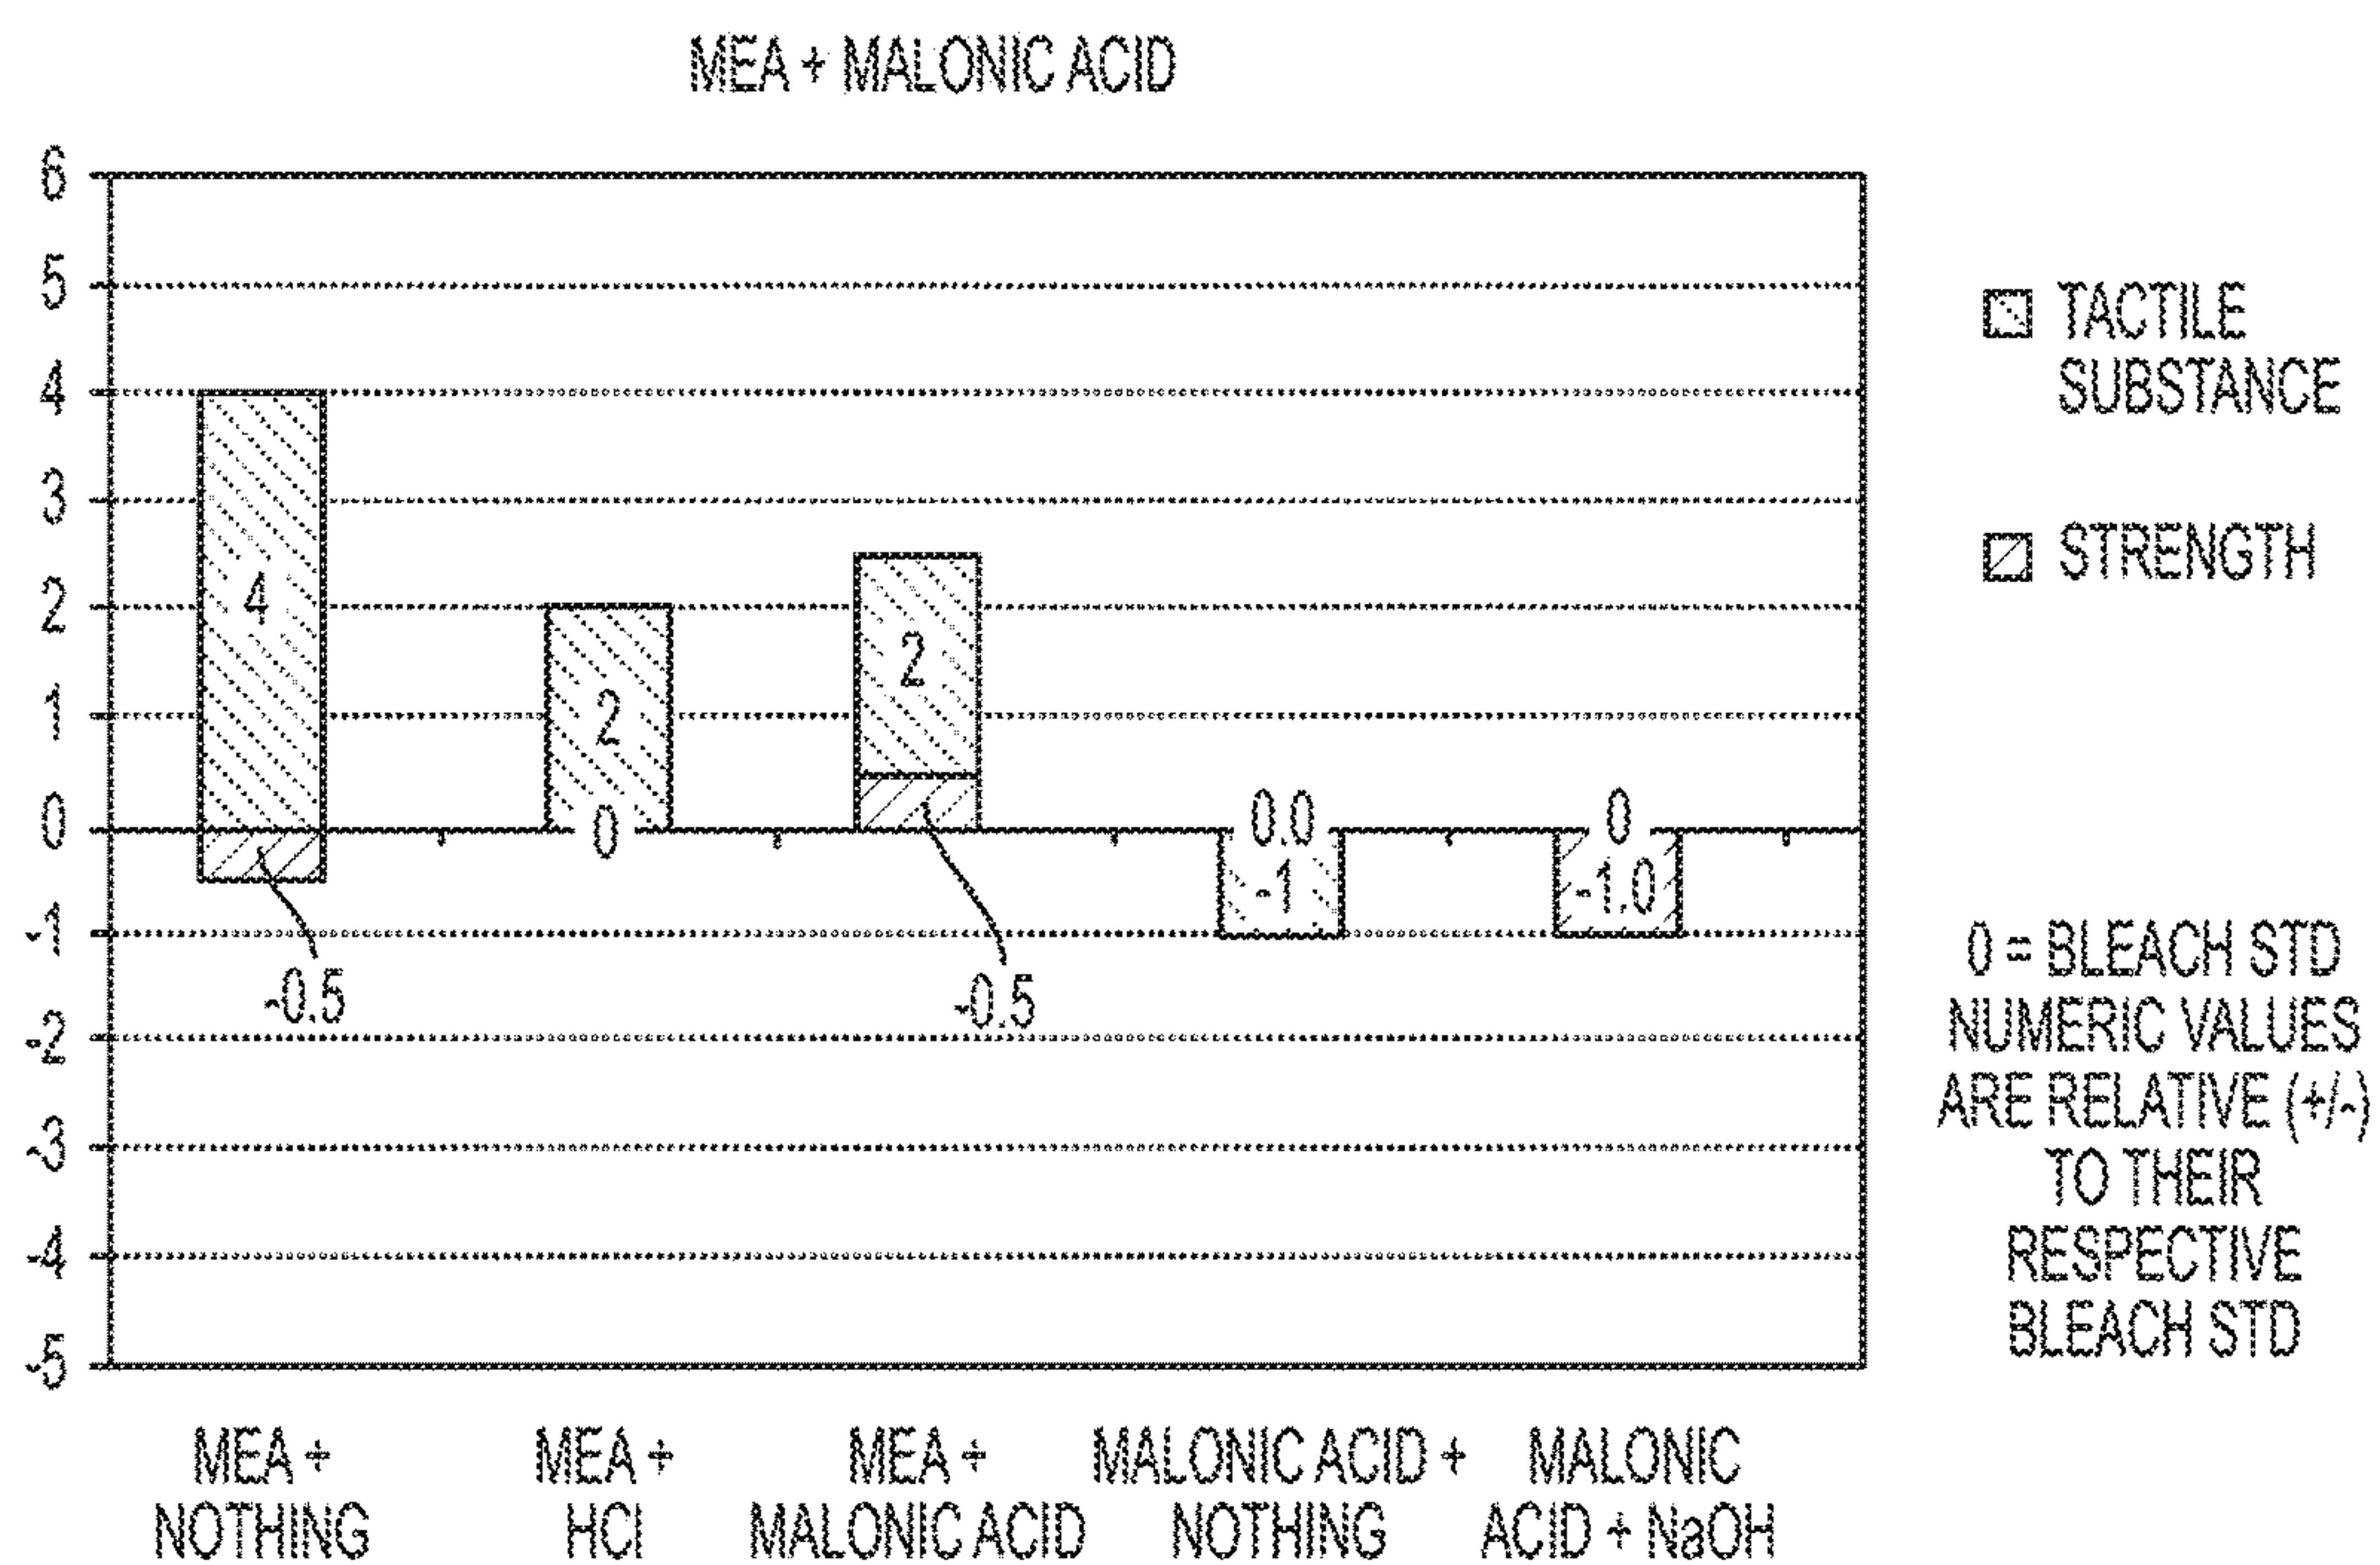 MEA + MALONIC ACID
6
5
4
3
2
1
0
-1
-2
-3
-4
-5
4
-0.5
2
0
2
-0.5
0.0
-1
0
-1.0
TACTILE
SUBSTANCE
STRENGTH
0 = BLEACH STD
NUMERIC VALUES
ARE RELATIVE (+/-)
TO THEIR
RESPECTIVE
BLEACH STD
MEA +
NOTHING
MEA +
HCl
MEA +
MALONIC ACID
MALONIC ACID +
NOTHING
MALONIC
ACID + NaOH